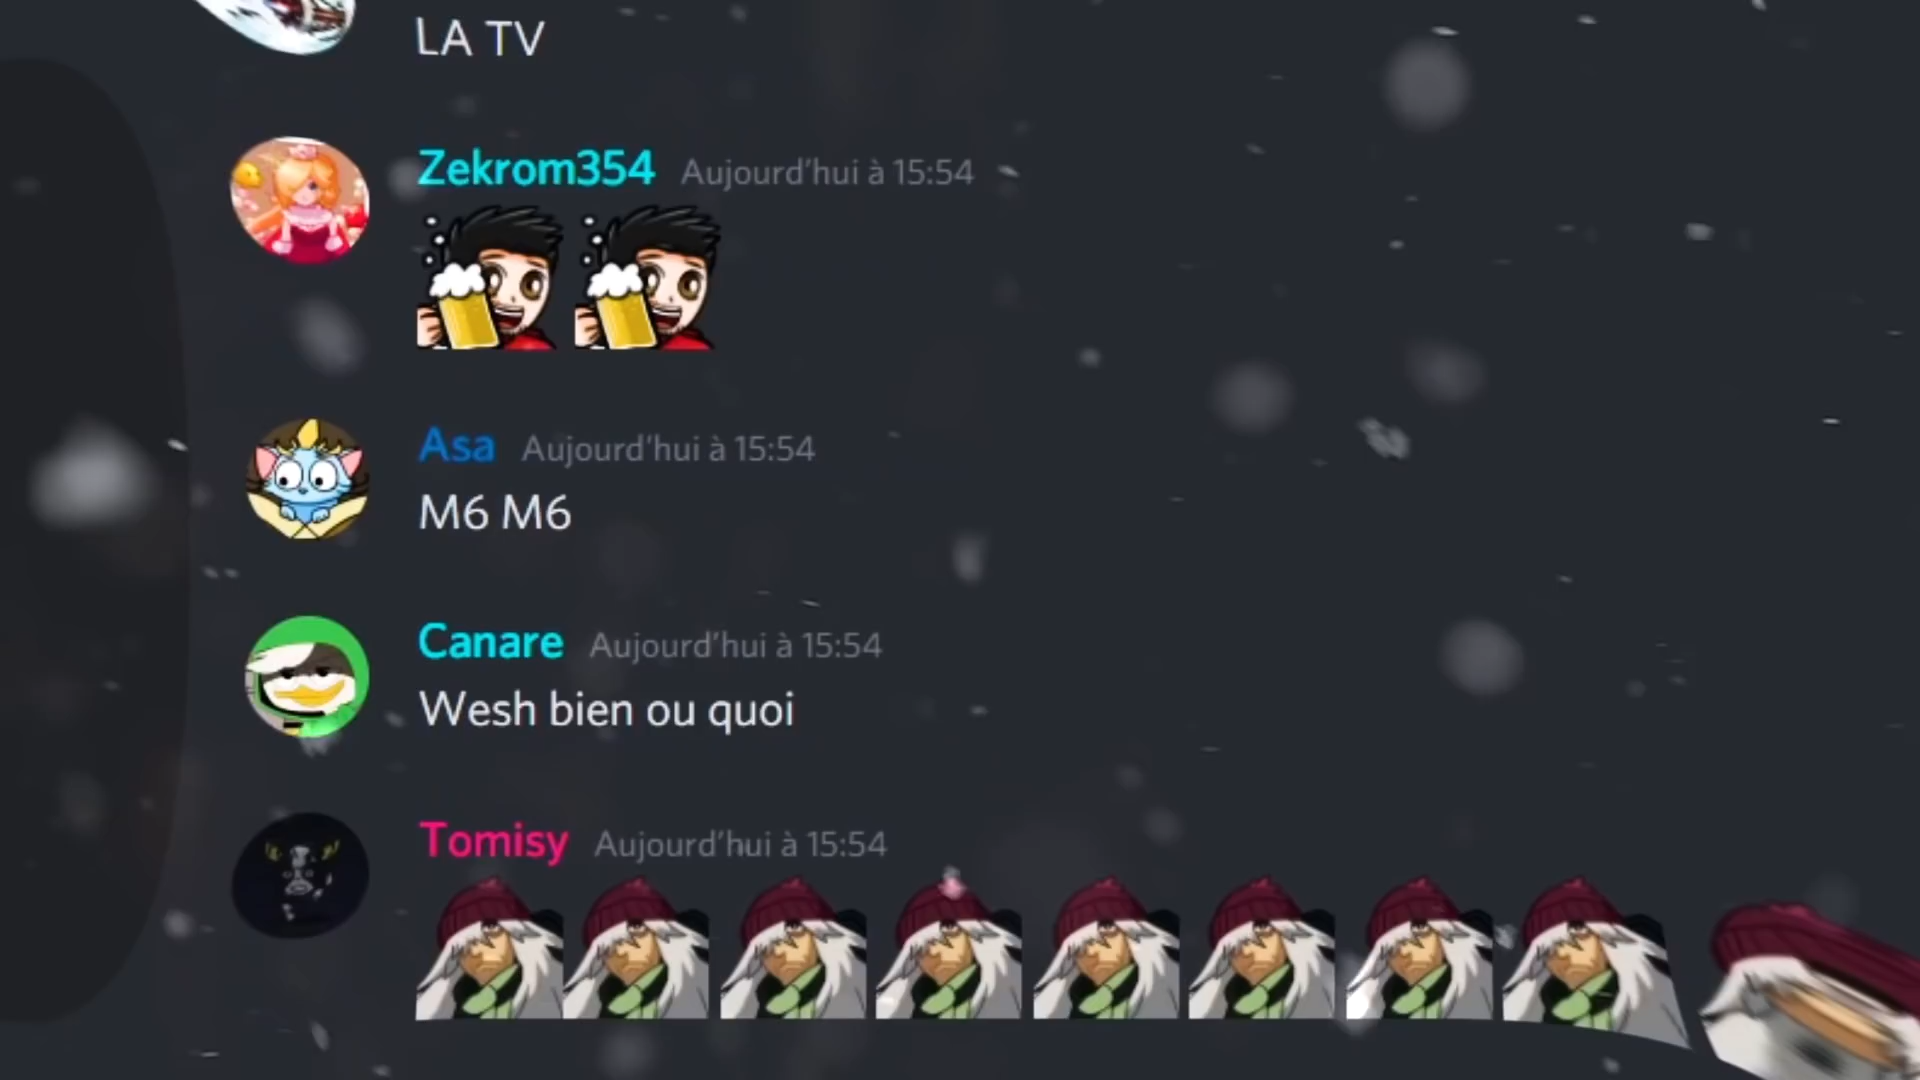 LA TV
Zekrom354 Aujourd'hui à 15:54
Asa Aujourd'hui à 15:54
M6 M6
Canare Aujourd'hui à 15:54
Wesh bien ou quoi
Tomisy Aujourd'hui à 15:54